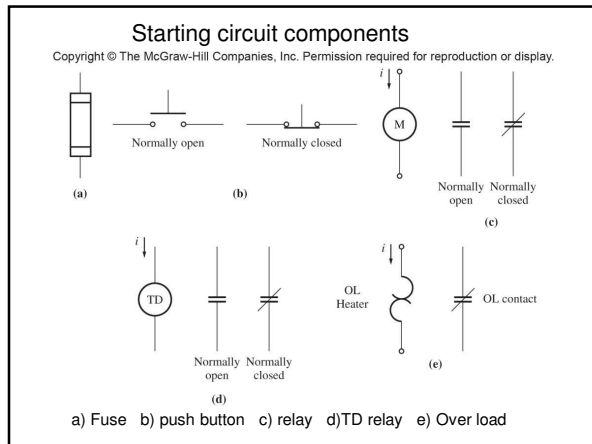 Starting circuit components
Copyright © The McGraw-Hill Companies, Inc. Permission required for reproduction or display.
i
M
Normally open
Normally closed
Normally
open
Normally
closed
(a)
(b)
(c)
i
TD
Normally
open
Normally
closed
(d)
i
OL
Heater
OL contact
(e)
a) Fuse b) push button c) relay d)TD relay e) Over load